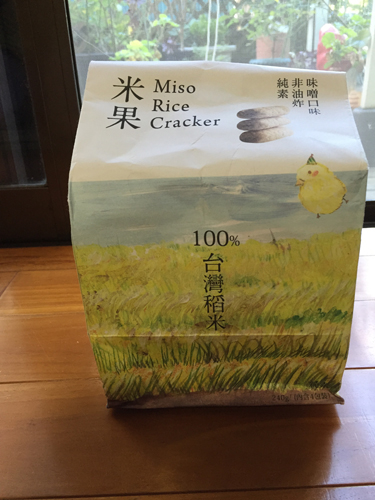 米果
Miso
Rice
Cracker
味噌口味
非油炸
純素
100%
台灣稻米